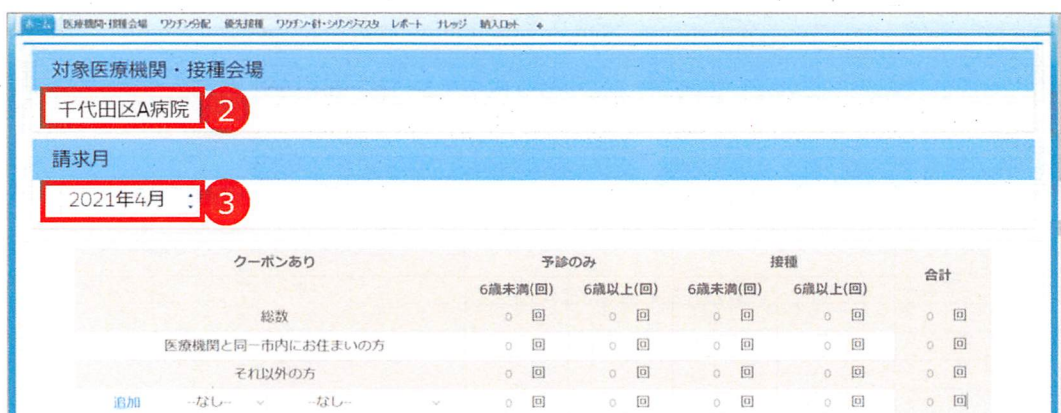 ホーム 医療機関・接種会場 ワクチン分配 優先接種 ワクチン・針・シリンジマスタ レポート ナレッジ 納入ロット +
対象医療機関・接種会場
千代田区A病院 2
請求月
2021年4月 : 3
クーポンあり 予診のみ 接種 合計
6歳未満(回) 6歳以上(回) 6歳未満(回) 6歳以上(回)
総数 0 回 0 回 0 回 0 回 0 回
医療機関と同一市内にお住まいの方 0 回 0 回 0 回 0 回 0 回
それ以外の方 0 回 0 回 0 回 0 回 0 回
追加 --なし-- --なし-- 0 回 0 回 0 回 0 回 0 回